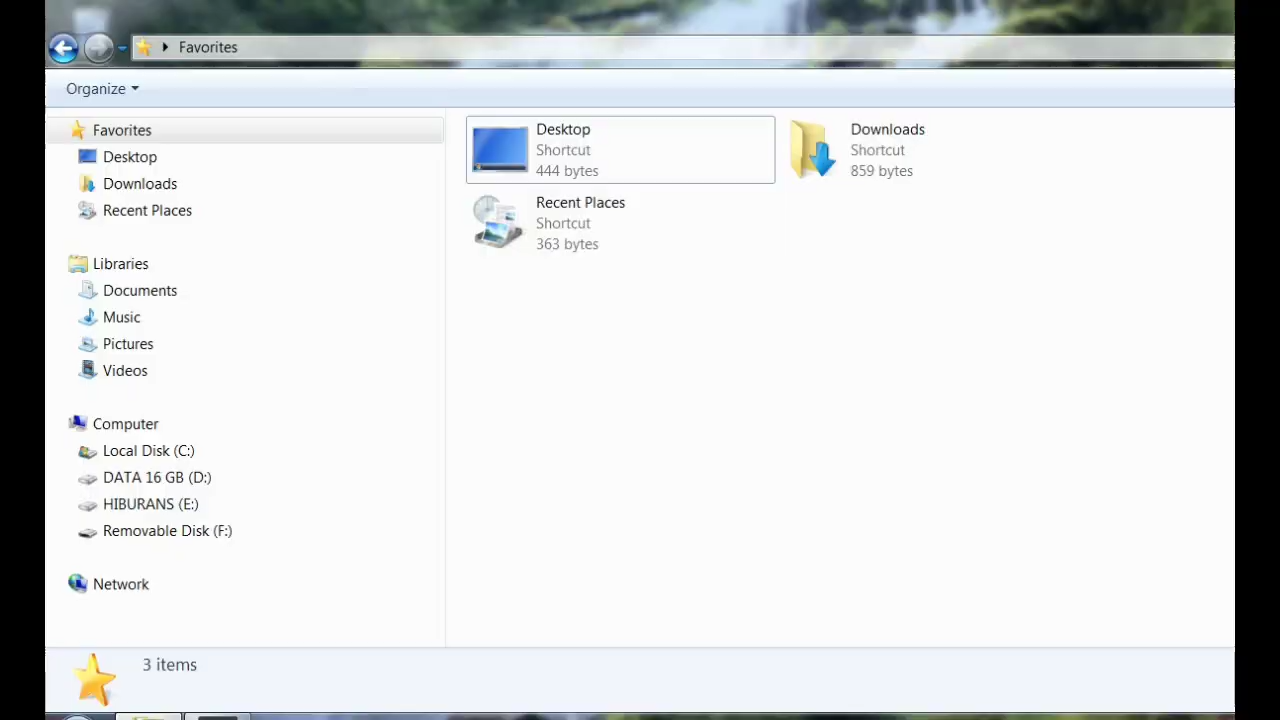 Favorites
Organize
Favorites
Desktop
Downloads
Recent Places
Libraries
Documents
Music
Pictures
Videos
Computer
Local Disk (C:)
DATA 16 GB (D:)
HIBURANS (E:)
Removable Disk (F:)
Network
Desktop
Shortcut
444 bytes
Downloads
Shortcut
859 bytes
Recent Places
Shortcut
363 bytes
3 items